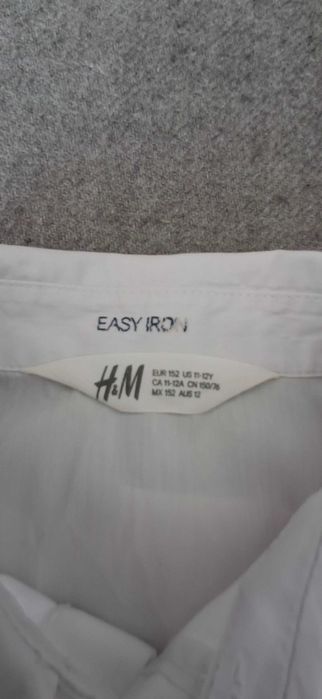 EASY IRON
H&M
EUR 152 US 11-12Y
CA 11-12A CN 150/76
MX 152 AUS 12